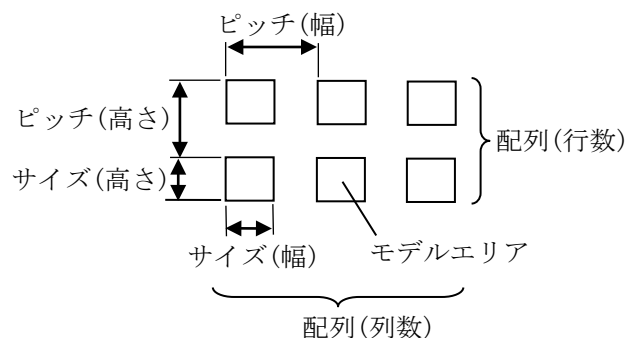 ピッチ(幅)
ピッチ(高さ)
配列(行数)
サイズ(高さ)
サイズ(幅)
モデルエリア
配列(列数)